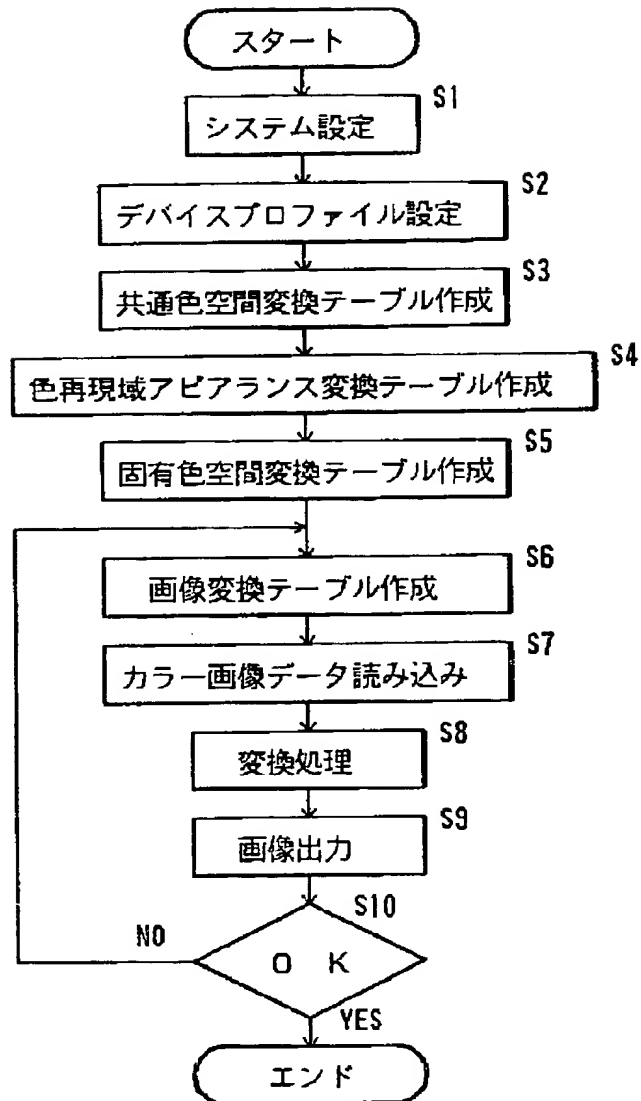 スタート
S1
システム設定
S2
デバイスプロファイル設定
S3
共通色空間変換テーブル作成
S4
色再現域アピアランス変換テーブル作成
S5
固有色空間変換テーブル作成
S6
画像変換テーブル作成
S7
カラー画像データ読み込み
S8
変換処理
S9
画像出力
S10
NO
O K
YES
エンド